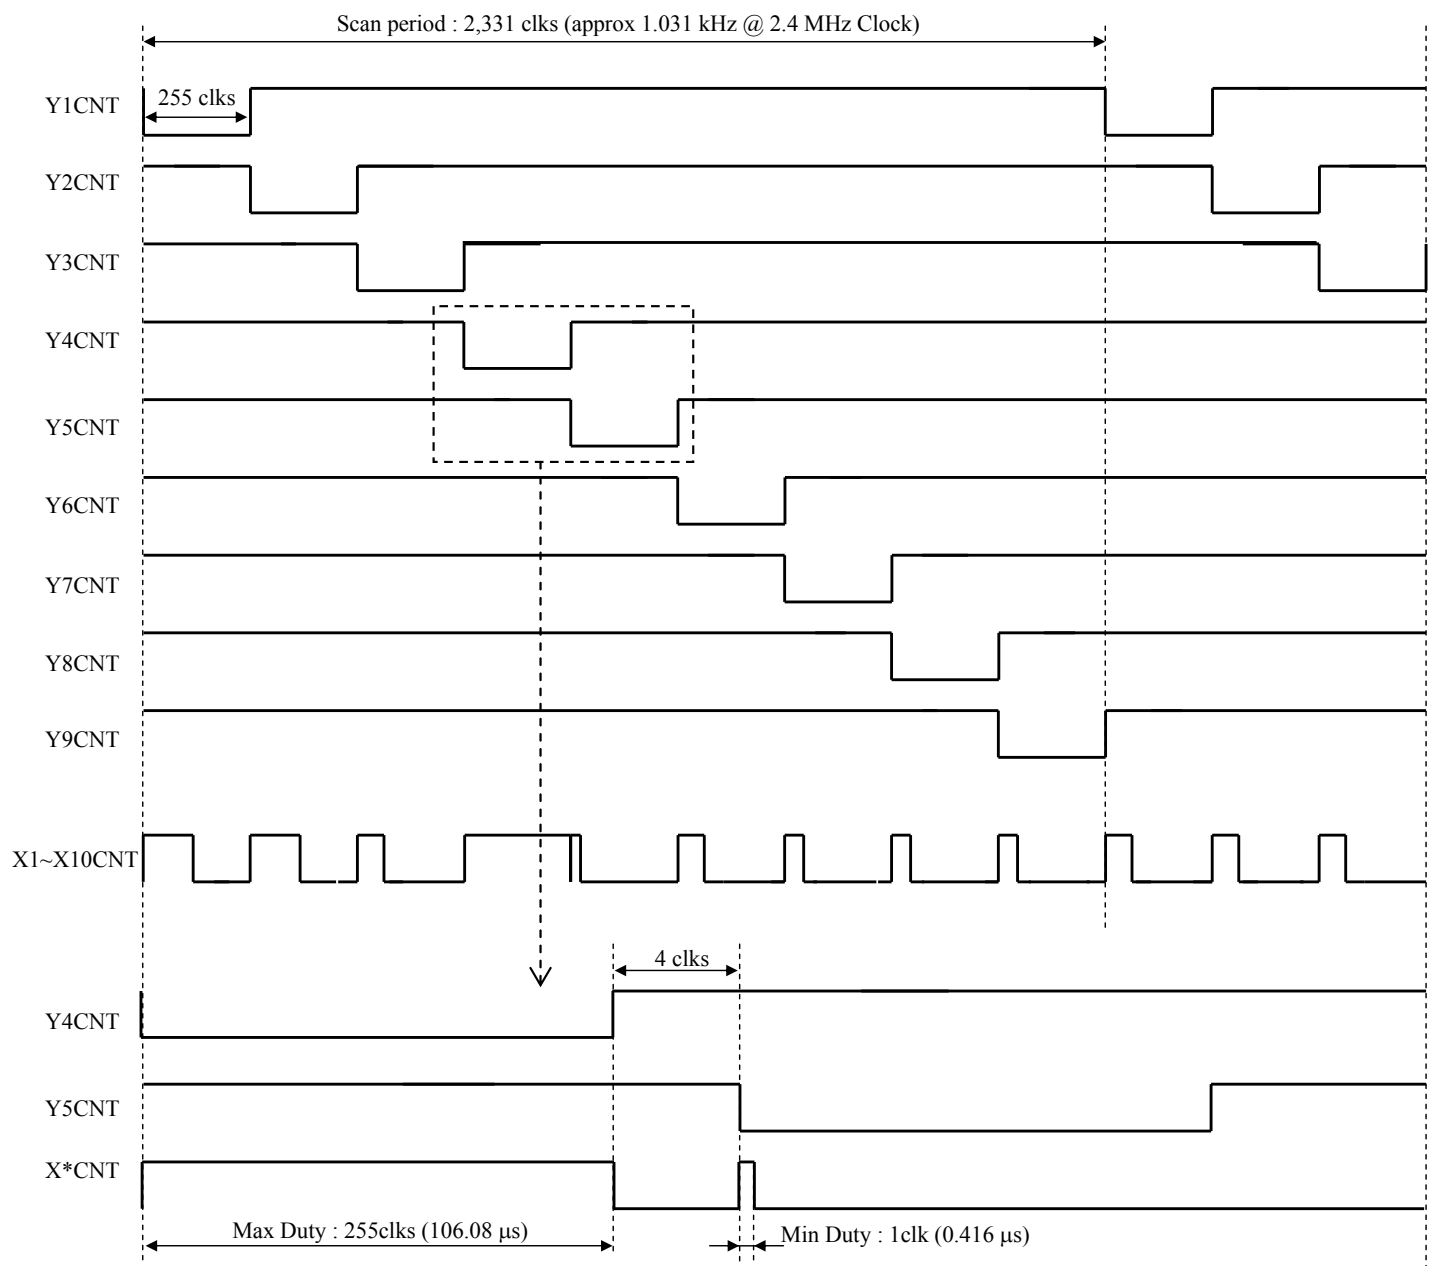 Scan period : 2,331 clks (approx 1.031 kHz @ 2.4 MHz Clock)
Y1CNT
255 clks
Y2CNT
Y3CNT
Y4CNT
Y5CNT
Y6CNT
Y7CNT
Y8CNT
Y9CNT
X1~X10CNT
4 clks
Y4CNT
Y5CNT
X*CNT
Max Duty : 255clks (106.08 μs)
Min Duty : 1clk (0.416 μs)